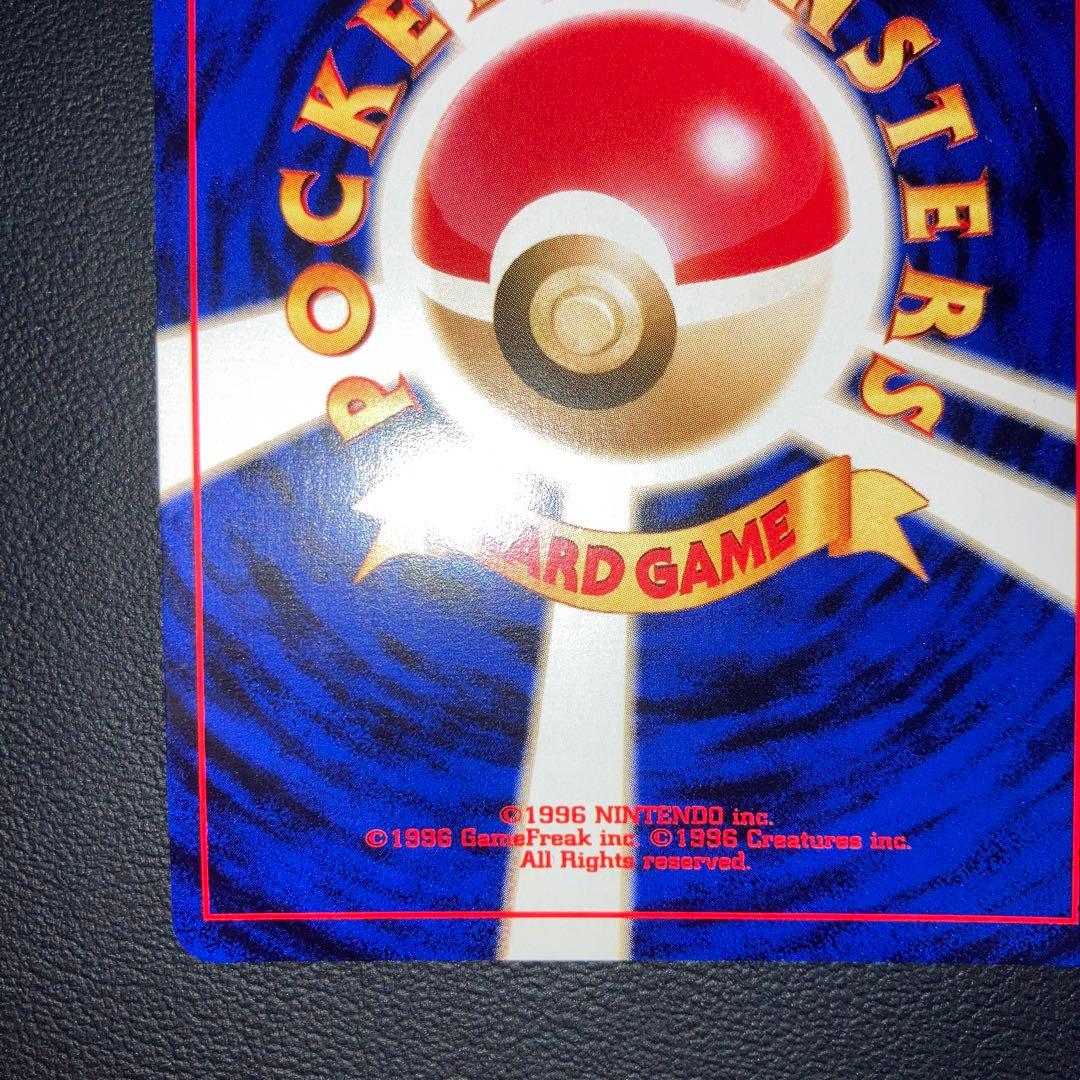 POCKE
NSTERS
ARD GAME
©1996 NINTENDO inc.
©1996 GameFreak inc. ©1996 Creatures inc.
All Rights reserved.